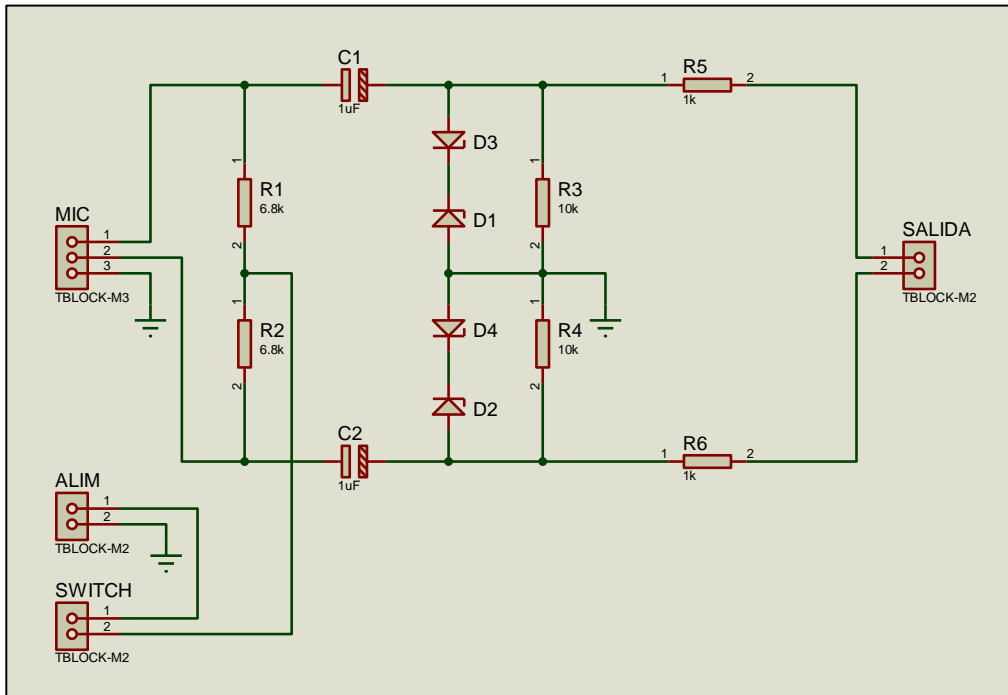 C1
1uF
R5
1 2
1k
D3
1
R1
6.8k
2
D1
1
R3
10k
2
MIC
1
2
3
TBLOCK-M3
SALIDA
1
2
TBLOCK-M2
1
R2
6.8k
2
D4
1
R4
10k
2
D2
C2
1uF
R6
1 2
1k
ALIM
1
2
TBLOCK-M2
SWITCH
1
2
TBLOCK-M2